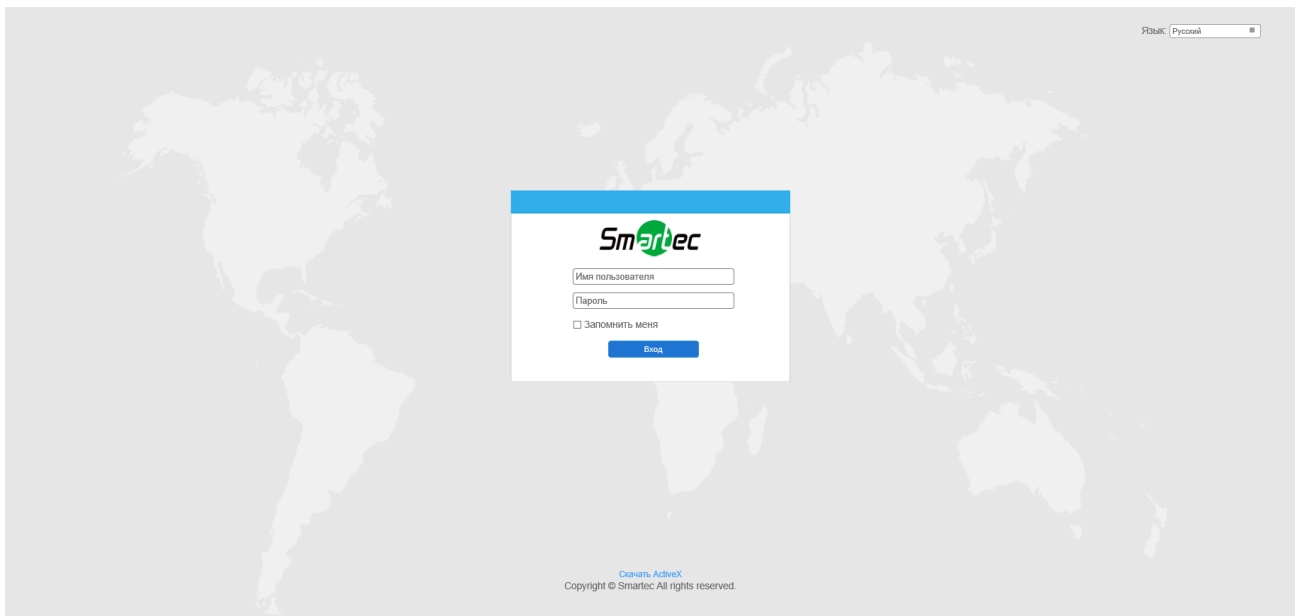 Язык: Русский
Smartec
Имя пользователя
Пароль
Запомнить меня
Вход
Скачать ActiveX
Copyright © Smartec All rights reserved.